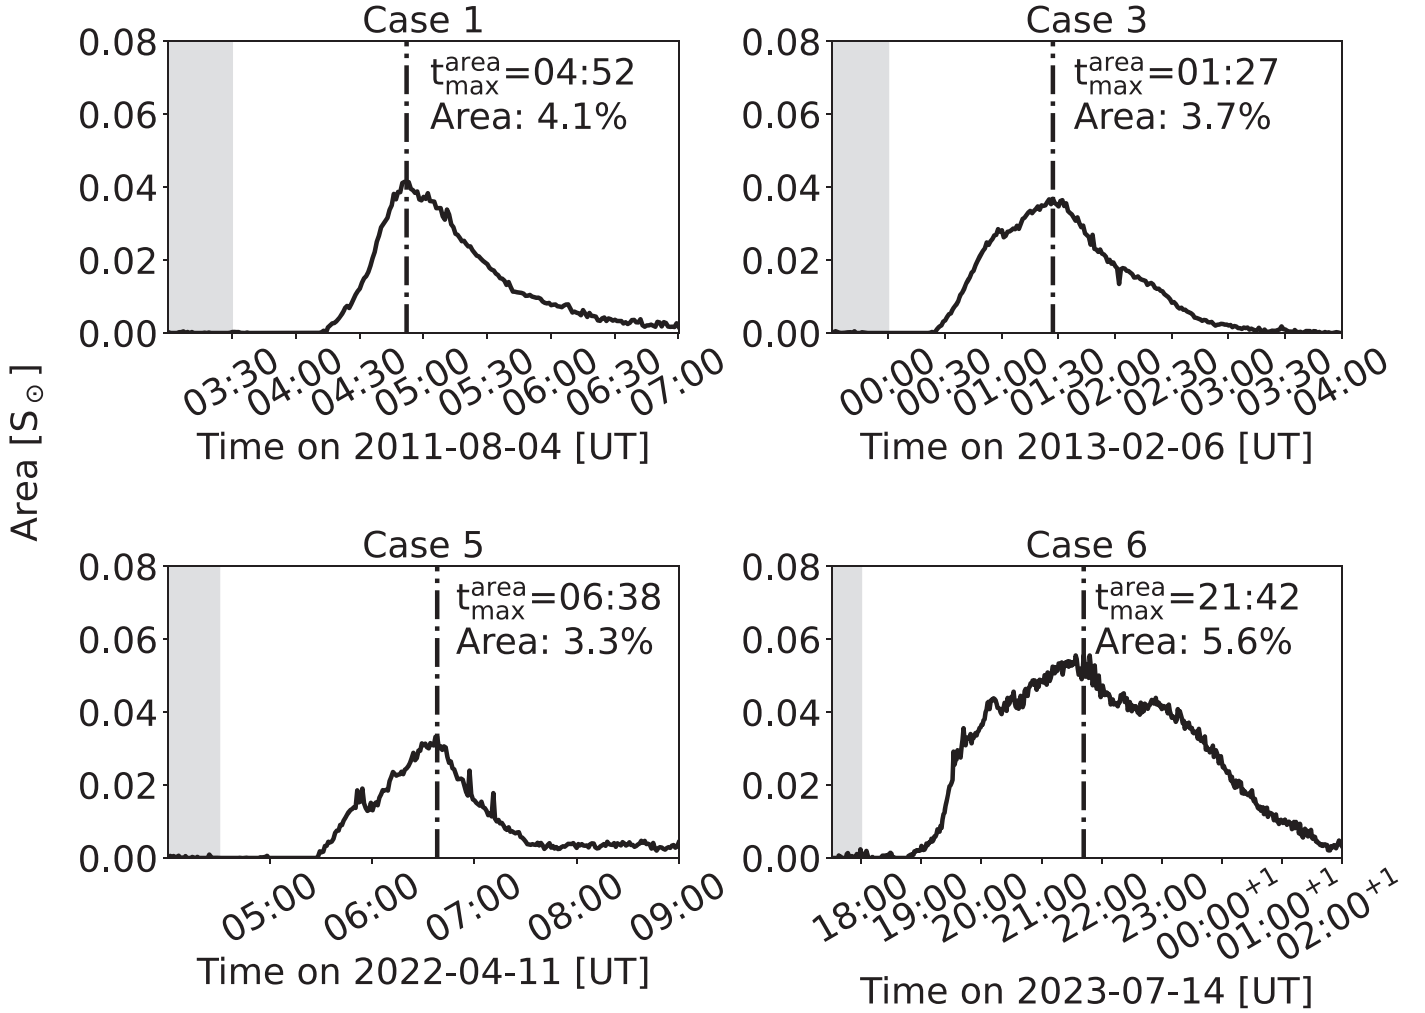 Area [S⊙]
Case 1
0.08
0.06
0.04
0.02
0.00
t^area_max=04:52
Area: 4.1%
03:30 04:00 04:30 05:00 05:30 06:00 06:30 07:00
Time on 2011-08-04 [UT]
Case 3
0.08
0.06
0.04
0.02
0.00
t^area_max=01:27
Area: 3.7%
00:00 00:30 01:00 01:30 02:00 02:30 03:00 03:30 04:00
Time on 2013-02-06 [UT]
Case 5
0.08
0.06
0.04
0.02
0.00
t^area_max=06:38
Area: 3.3%
05:00 06:00 07:00 08:00 09:00
Time on 2022-04-11 [UT]
Case 6
0.08
0.06
0.04
0.02
0.00
t^area_max=21:42
Area: 5.6%
18:00 19:00 20:00 21:00 22:00 23:00 00:00^+1 01:00^+1 02:00^+1
Time on 2023-07-14 [UT]